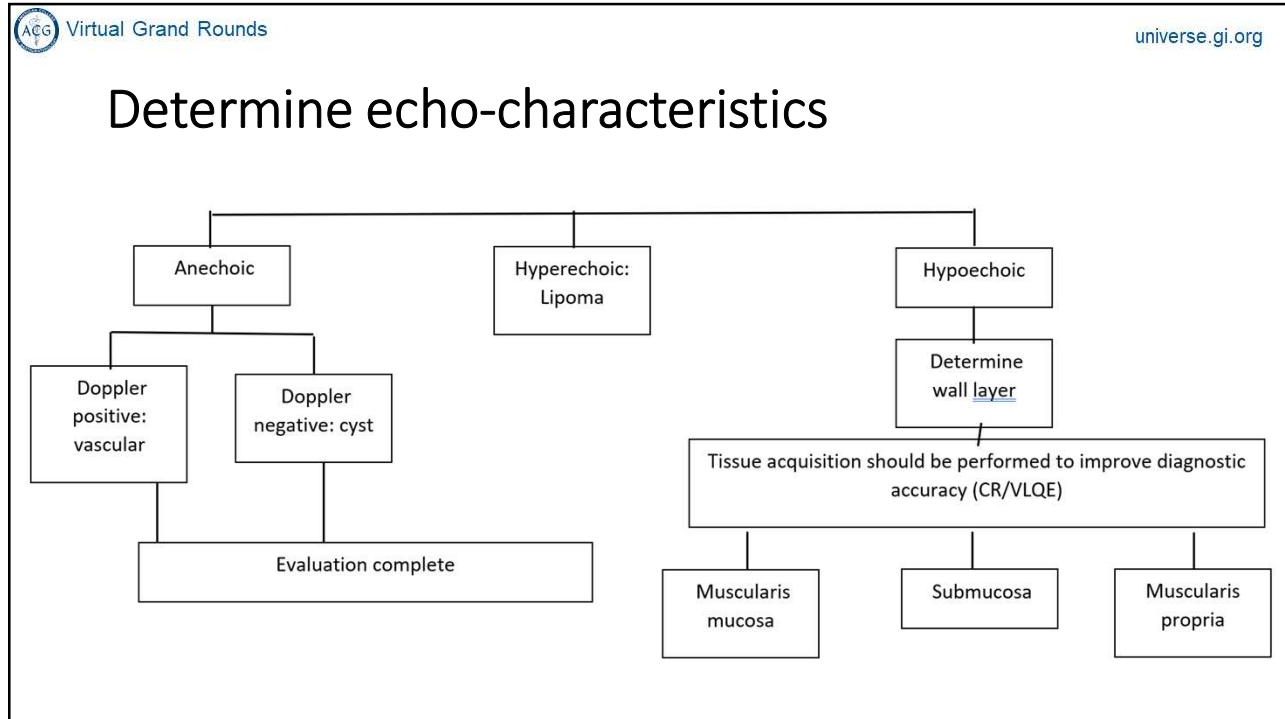 ACG
Virtual Grand Rounds
universe.gi.org
Determine echo-characteristics
Anechoic
Hyperechoic:
Lipoma
Hypoechoic
Doppler
positive:
vascular
Doppler
negative: cyst
Determine
wall layer
Tissue acquisition should be performed to improve diagnostic
accuracy (CR/VLQE)
Evaluation complete
Muscularis
mucosa
Submucosa
Muscularis
propria